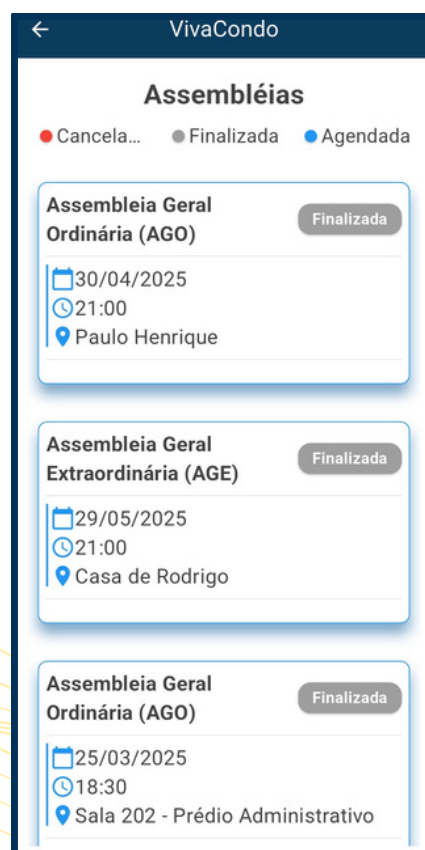 VivaCondo
Assembléias
Cancela... Finalizada Agendada
Assembleia Geral
Ordinária (AGO)
Finalizada
30/04/2025
21:00
Paulo Henrique
Assembleia Geral
Extraordinária (AGE)
Finalizada
29/05/2025
21:00
Casa de Rodrigo
Assembleia Geral
Ordinária (AGO)
Finalizada
25/03/2025
18:30
Sala 202 - Prédio Administrativo